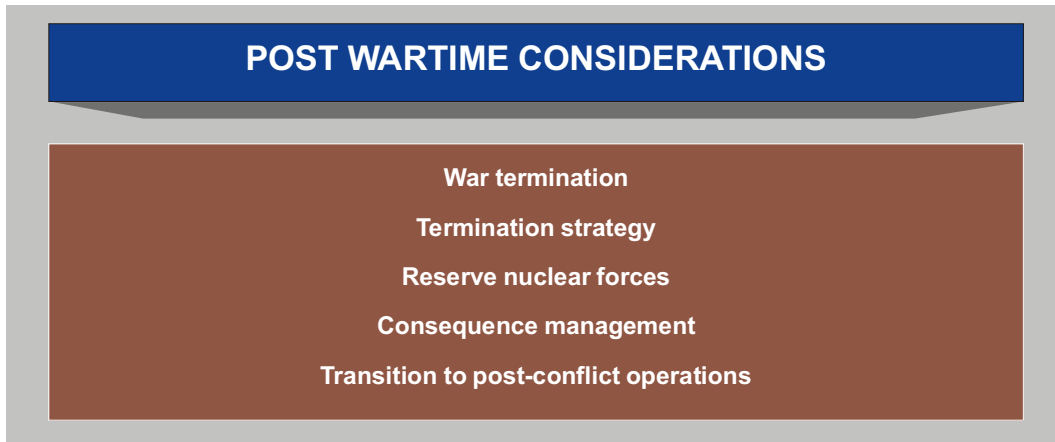 POST WARTIME CONSIDERATIONS
War termination
Termination strategy
Reserve nuclear forces
Consequence management
Transition to post-conflict operations